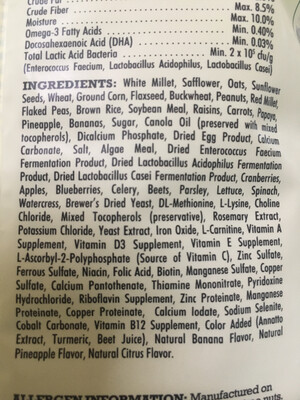 Crude Fat
Crude Fiber Max. 8.5%
Moisture Max. 10.0%
Omega-3 Fatty Acids Min. 0.40%
Docosahexaenoic Acid (DHA) Min. 0.03%
Total Lactic Acid Bacteria Min. 2 x 10⁵ cfu/g
(Enterococcus Faecium, Lactobacillus Acidophilus, Lactobacillus Casei)
INGREDIENTS: White Millet, Safflower, Oats, Sunflower
Seeds, Wheat, Ground Corn, Flaxseed, Buckwheat, Peanuts, Red Millet,
Flaked Peas, Brown Rice, Soybean Meal, Raisins, Carrots, Papaya,
Pineapple, Bananas, Sugar, Canola Oil (preserved with mixed
tocopherols), Dicalcium Phosphate, Dried Egg Product, Calcium
Carbonate, Salt, Algae Meal, Dried Enterococcus Faecium
Fermentation Product, Dried Lactobacillus Acidophilus Fermentation
Product, Dried Lactobacillus Casei Fermentation Product, Cranberries,
Apples, Blueberries, Celery, Beets, Parsley, Lettuce, Spinach,
Watercress, Brewer's Dried Yeast, DL-Methionine, L-Lysine, Choline
Chloride, Mixed Tocopherols (preservative), Rosemary Extract,
Potassium Chloride, Yeast Extract, Iron Oxide, L-Carnitine, Vitamin A
Supplement, Vitamin D3 Supplement, Vitamin E Supplement,
L-Ascorbyl-2-Polyphosphate (Source of Vitamin C), Zinc Sulfate,
Ferrous Sulfate, Niacin, Folic Acid, Biotin, Manganese Sulfate, Copper
Sulfate, Calcium Pantothenate, Thiamine Mononitrate, Pyridoxine
Hydrochloride, Riboflavin Supplement, Zinc Proteinate, Manganese
Proteinate, Copper Proteinate, Calcium Iodate, Sodium Selenite,
Cobalt Carbonate, Vitamin B12 Supplement, Color Added (Annatto
Extract, Turmeric, Beet Juice), Natural Banana Flavor, Natural
Pineapple Flavor, Natural Citrus Flavor.
ALLERGEN INFORMATION: Manufactured on
nuts,